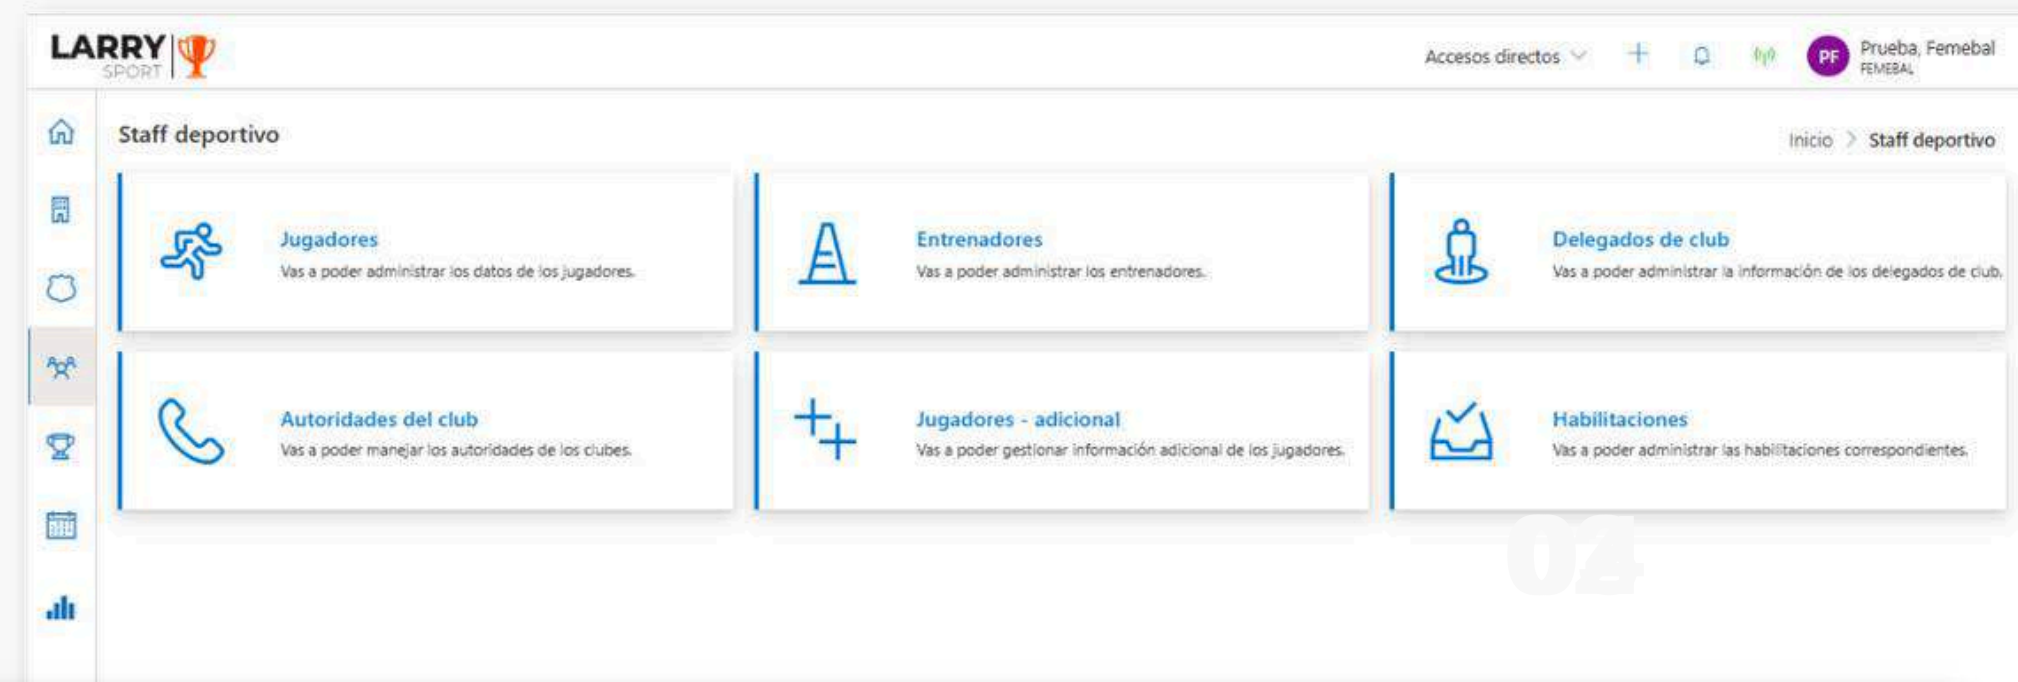 LARRY
SPORT
Accesos directos
PF
Prueba, Femebal
FEMEBAL
Staff deportivo
Inicio > Staff deportivo
Jugadores
Vas a poder administrar los datos de los jugadores.
Entrenadores
Vas a poder administrar los entrenadores.
Delegados de club
Vas a poder administrar la información de los delegados de club.
Autoridades del club
Vas a poder manejar los autoridades de los clubes.
Jugadores - adicional
Vas a poder gestionar información adicional de los jugadores.
Habilitaciones
Vas a poder administrar las habilitaciones correspondientes.
04